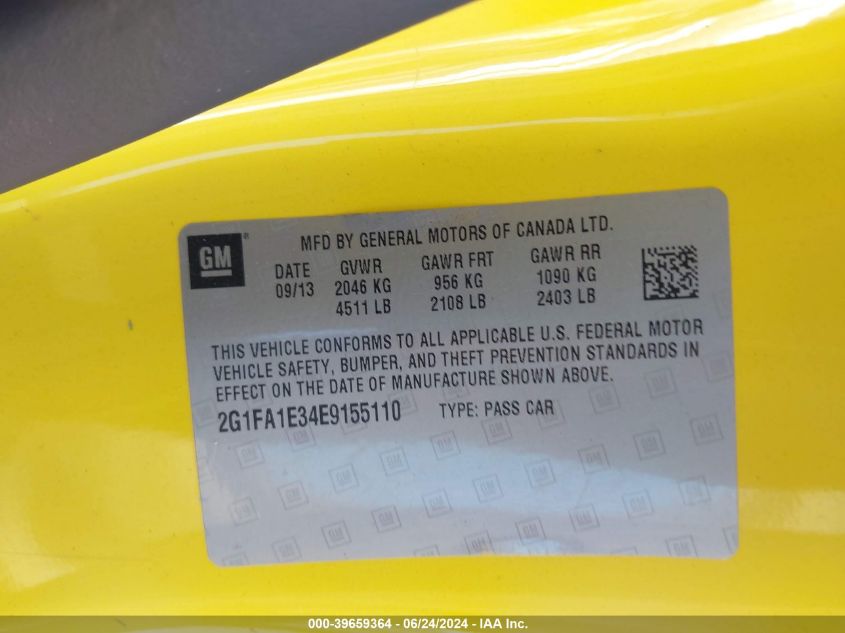 GM ®
MFD BY GENERAL MOTORS OF CANADA LTD.
DATE GVWR GAWR FRT GAWR RR
09/13 2046 KG 956 KG 1090 KG
4511 LB 2108 LB 2403 LB
THIS VEHICLE CONFORMS TO ALL APPLICABLE U.S. FEDERAL MOTOR
VEHICLE SAFETY, BUMPER, AND THEFT PREVENTION STANDARDS IN
EFFECT ON THE DATE OF MANUFACTURE SHOWN ABOVE.
2G1FA1E34E9155110 TYPE: PASS CAR
000-39659364 / 06/24/2024 - IAA Inc.